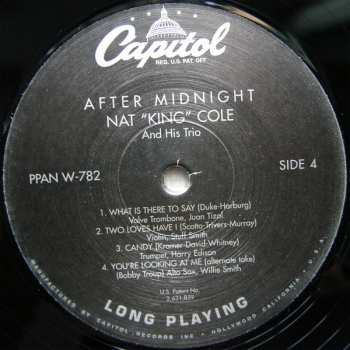 Capitol
REG. U.S. PAT. OFF.
AFTER MIDNIGHT
NAT "KING" COLE
And His Trio
PPAN W-782
SIDE 4
1. WHAT IS THERE TO SAY (Duke-Harburg)
Valve Trombone, Juan Tizol
2. TWO LOVES HAVE I (Scotto-Trivers-Murray)
Violin, Stuff Smith
3. CANDY (Kramer-David-Whitney)
Trumpet, Harry Edison
4. YOU'RE LOOKING AT ME (alternate take)
(Bobby Troup) Alto Sax, Willie Smith
U.S. Patent No.
2,631,859
LONG PLAYING
MANUFACTURED BY CAPITOL RECORDS INC • HOLLYWOOD CALIFORNIA, U.S.A.